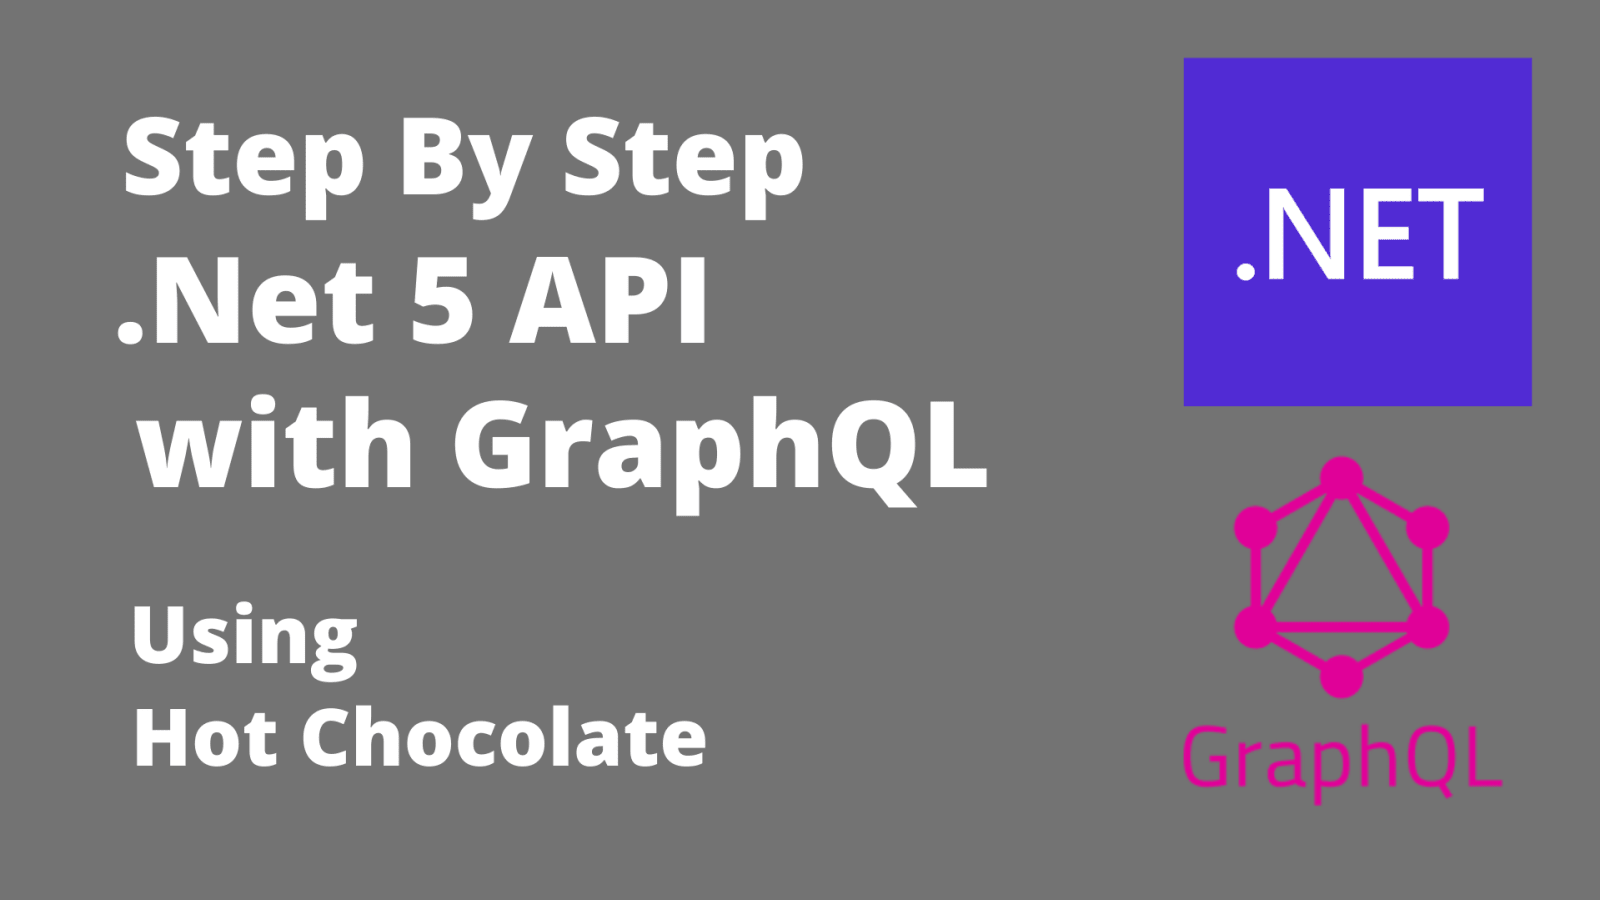 Step By Step
.Net 5 API
with GraphQL
Using
Hot Chocolate
.NET
GraphQL